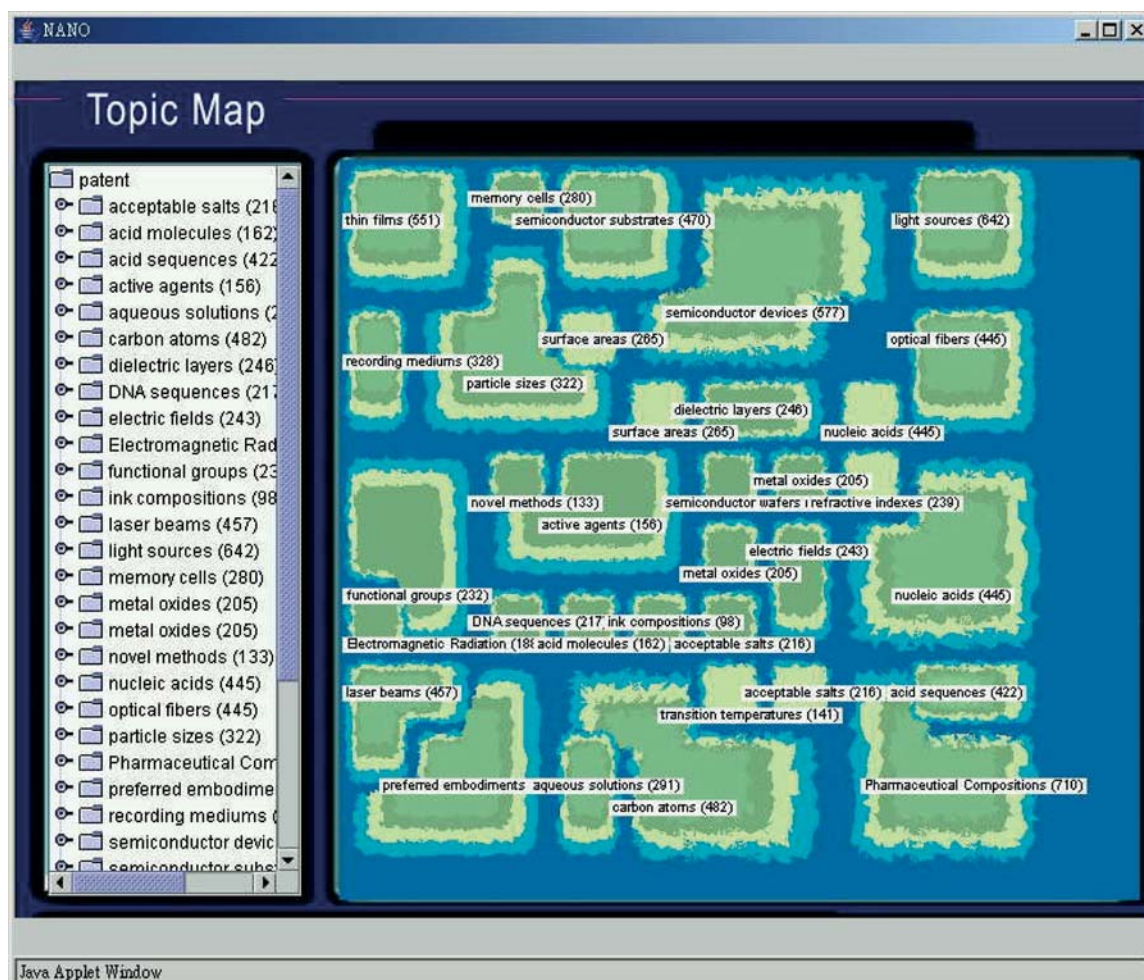 NANO
Topic Map
patent
acceptable salts (216
acid molecules (162)
acid sequences (422
active agents (156)
aqueous solutions (2
carbon atoms (482)
dielectric layers (246)
DNA sequences (217
electric fields (243)
Electromagnetic Rad
functional groups (23
ink compositions (98
laser beams (457)
light sources (642)
memory cells (280)
metal oxides (205)
metal oxides (205)
novel methods (133)
nucleic acids (445)
optical fibers (445)
particle sizes (322)
Pharmaceutical Com
preferred embodime
recording mediums (
semiconductor devic
semiconductor subst
memory cells (280)
thin films (551)
semiconductor substrates (470)
light sources (642)
semiconductor devices (577)
surface areas (265)
optical fibers (445)
recording mediums (328)
particle sizes (322)
dielectric layers (246)
surface areas (265)
nucleic acids (445)
metal oxides (205)
novel methods (133)
semiconductor wafers
refractive indexes (239)
active agents (156)
electric fields (243)
metal oxides (205)
functional groups (232)
nucleic acids (445)
DNA sequences (217
ink compositions (98)
Electromagnetic Radiation (188
acid molecules (162)
acceptable salts (216)
laser beams (457)
acceptable salts (216)
acid sequences (422)
transition temperatures (141)
preferred embodiments
aqueous solutions (291)
Pharmaceutical Compositions (710)
carbon atoms (482)
Java Applet Window